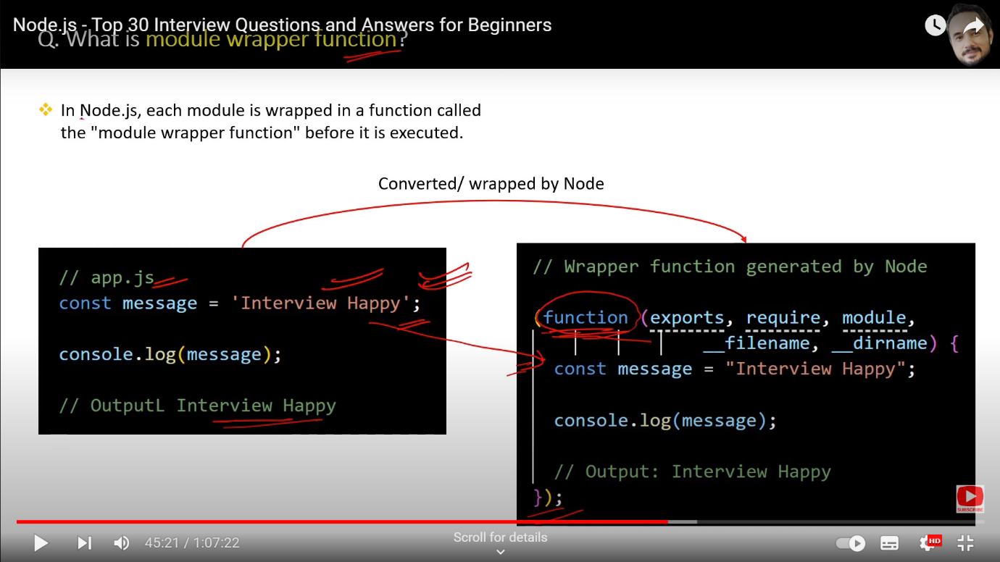 Node.js - Top 30 Interview Questions and Answers for Beginners
Q. What is module wrapper function?
In Node.js, each module is wrapped in a function called
the "module wrapper function" before it is executed.
Converted/ wrapped by Node
// app.js
const message = 'Interview Happy';
console.log(message);
// OutputL Interview Happy
// Wrapper function generated by Node
(function (exports, require, module,
__filename, __dirname) {
const message = "Interview Happy";
console.log(message);
// Output: Interview Happy
});
SUBSCRIBE
45:21 / 1:07:22
Scroll for details
HD